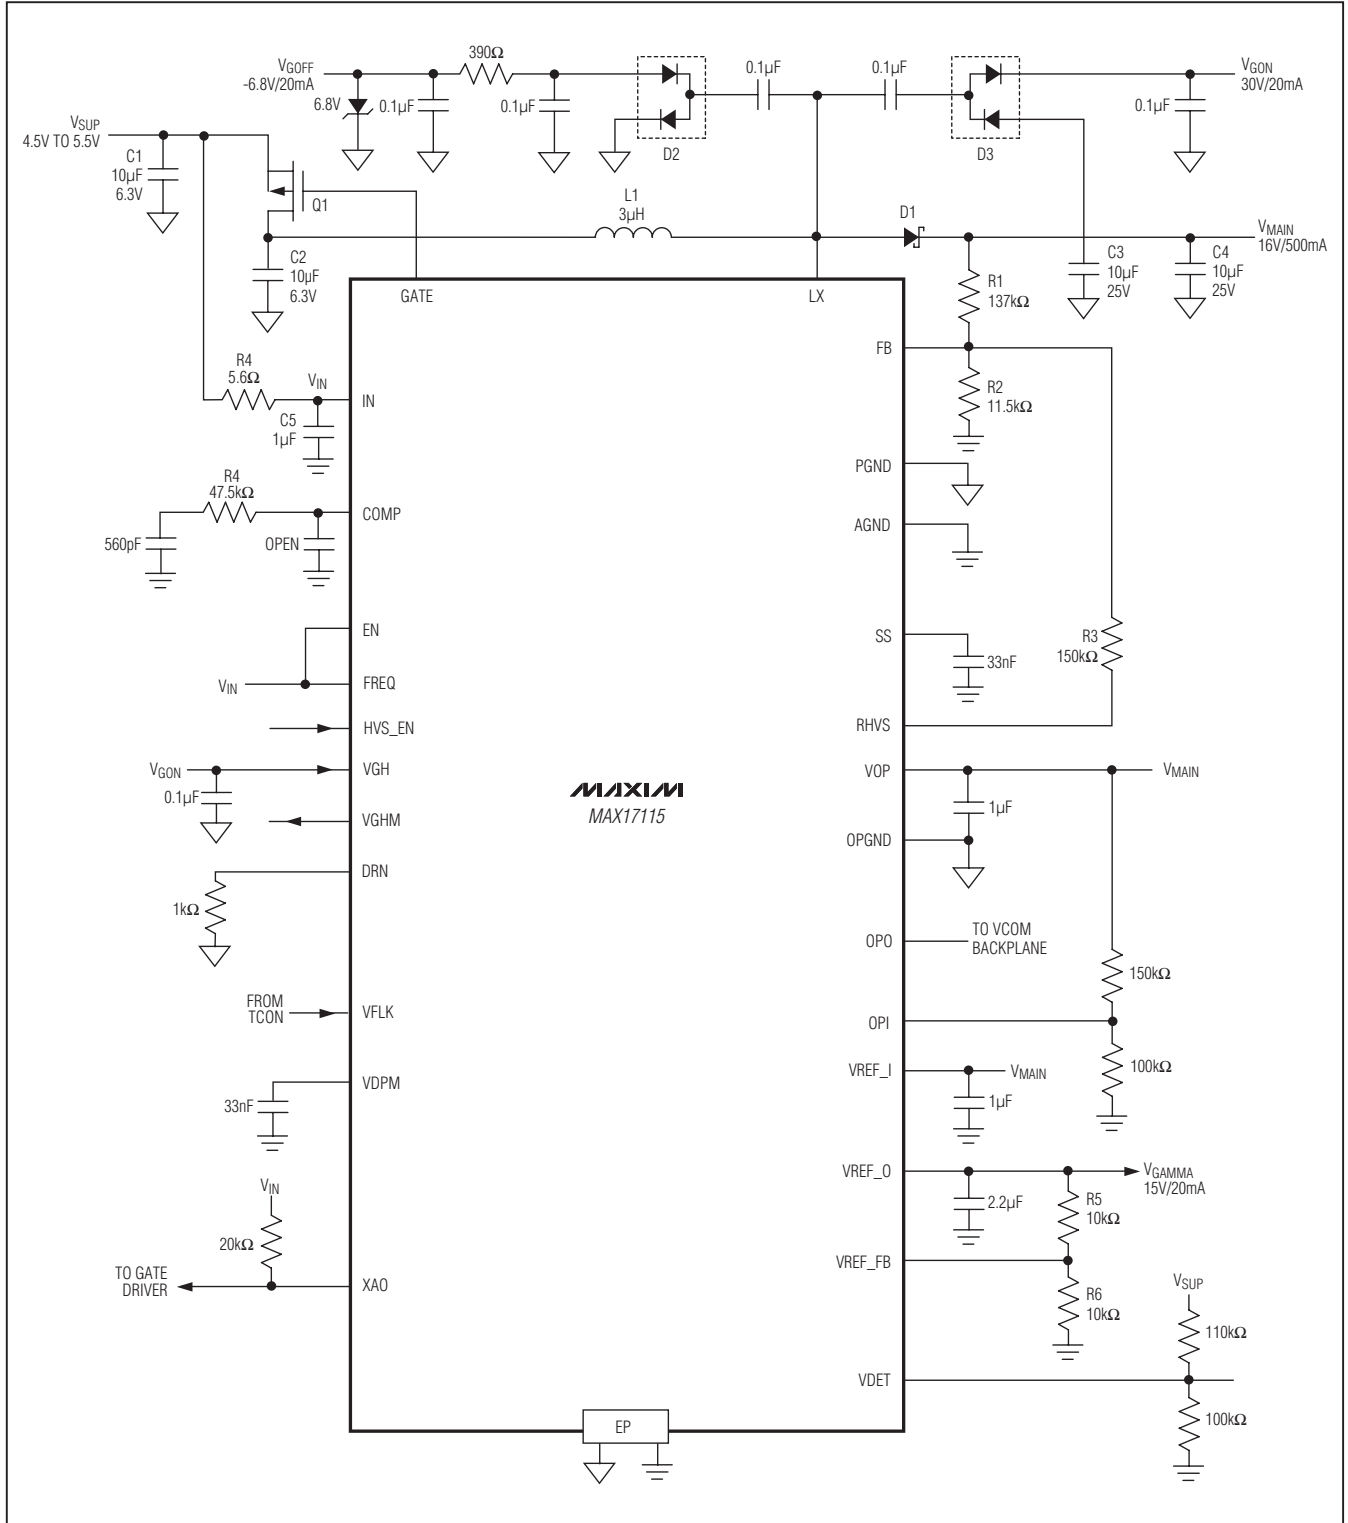 VGOFF
-6.8V/20mA
390Ω
6.8V
0.1µF
0.1µF
D2
0.1µF
0.1µF
D3
VGON
30V/20mA
0.1µF
VSUP
4.5V TO 5.5V
C1
10µF
6.3V
Q1
L1
3µH
D1
VMAIN
16V/500mA
C2
10µF
6.3V
C3
10µF
25V
C4
10µF
25V
GATE
LX
R1
137kΩ
FB
R2
11.5kΩ
R4
5.6Ω
VIN
IN
C5
1µF
PGND
R4
47.5kΩ
COMP
560pF
OPEN
AGND
EN
SS
33nF
R3
150kΩ
VIN
FREQ
HVS_EN
RHVS
VGON
VGH
0.1µF
VGHM
VOP
VMAIN
1µF
OPGND
MAXIM
MAX17115
DRN
1kΩ
OPO
TO VCOM
BACKPLANE
150kΩ
FROM
TCON
VFLK
OPI
100kΩ
VDPM
33nF
VREF_I
VMAIN
1µF
VREF_O
VGAMMA
15V/20mA
2.2µF
R5
10kΩ
VIN
20kΩ
VREF_FB
TO GATE
DRIVER
XAO
R6
10kΩ
VSUP
110kΩ
VDET
100kΩ
EP